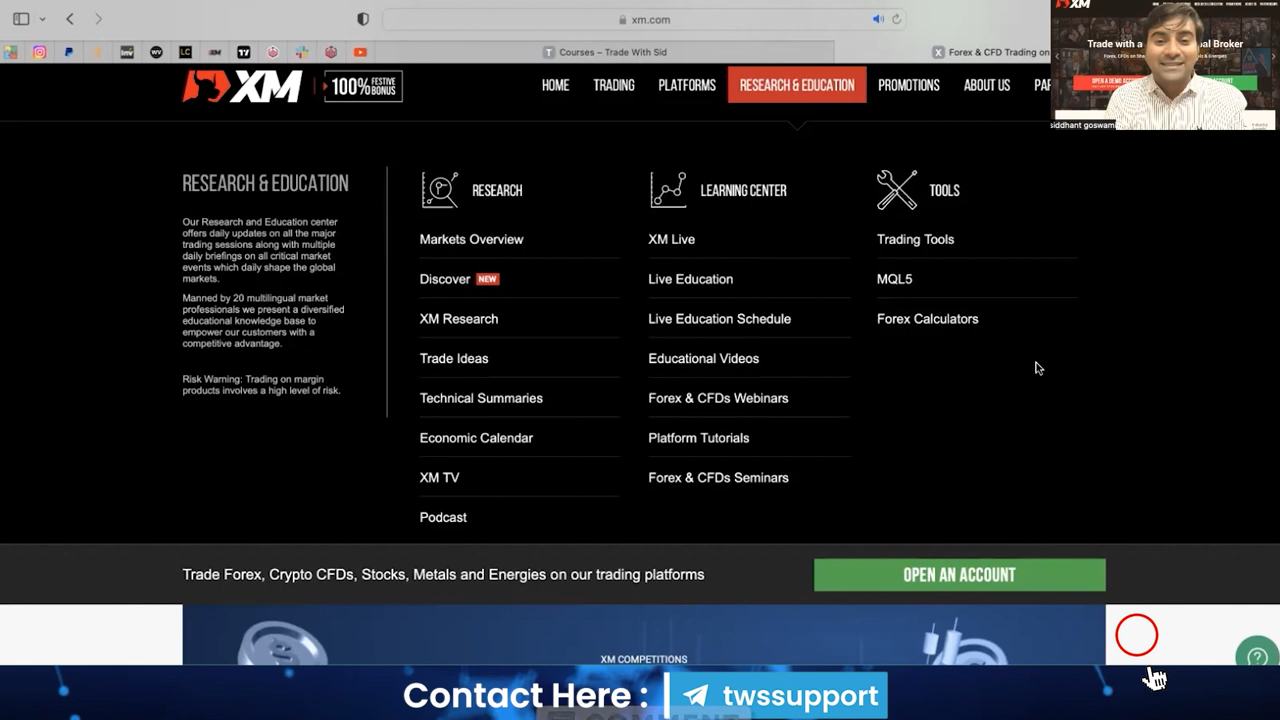 xm.com
Courses – Trade With Sid
Forex & CFD Trading on
XM
100% FESTIVE BONUS
HOME
TRADING
PLATFORMS
RESEARCH & EDUCATION
PROMOTIONS
ABOUT US
PAR
Trade with a
al Broker
siddhant goswami
RESEARCH & EDUCATION
Our Research and Education center
offers daily updates on all the major
trading sessions along with multiple
daily briefings on all critical market
events which daily shape the global
markets.
Manned by 20 multilingual market
professionals we present a diversified
educational knowledge base to
empower our customers with a
competitive advantage.
Risk Warning: Trading on margin
products involves a high level of risk.
RESEARCH
Markets Overview
Discover NEW
XM Research
Trade Ideas
Technical Summaries
Economic Calendar
XM TV
Podcast
LEARNING CENTER
XM Live
Live Education
Live Education Schedule
Educational Videos
Forex & CFDs Webinars
Platform Tutorials
Forex & CFDs Seminars
TOOLS
Trading Tools
MQL5
Forex Calculators
Trade Forex, Crypto CFDs, Stocks, Metals and Energies on our trading platforms
OPEN AN ACCOUNT
XM COMPETITIONS
Contact Here : twssupport